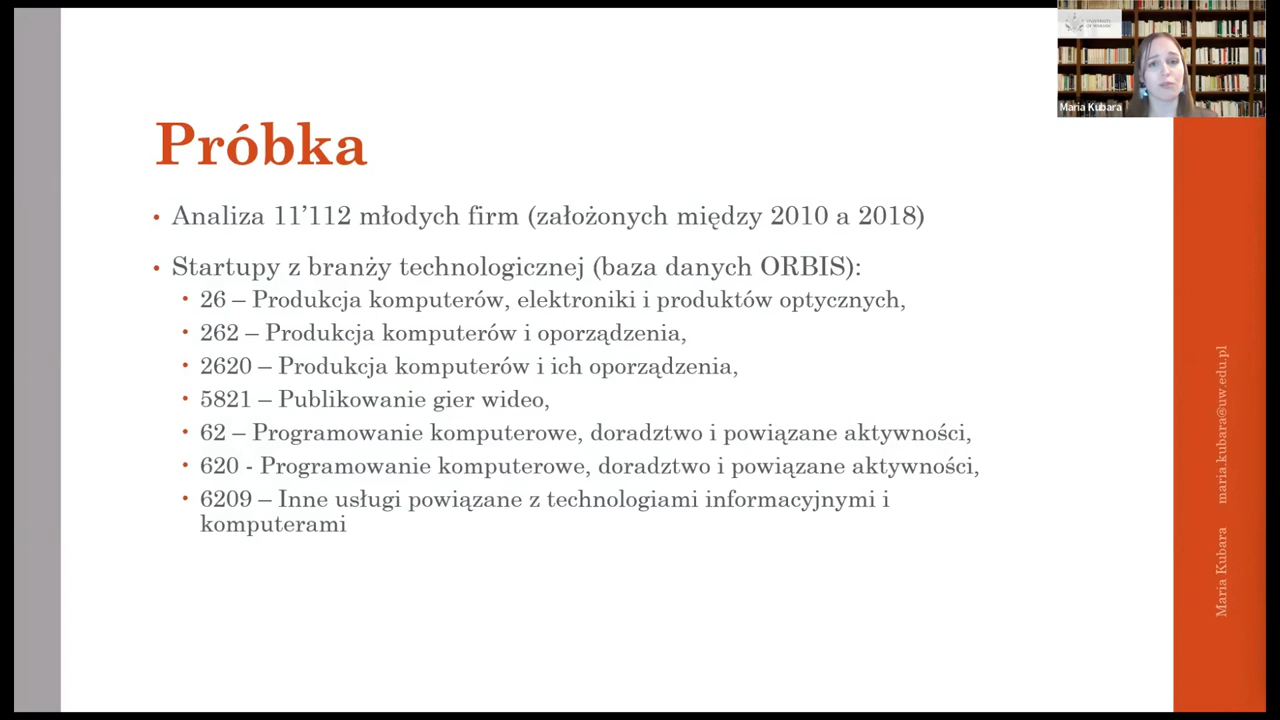 UNIVERSITY
OF WARSAW
Maria Kubara
Próbka
• Analiza 11’112 młodych firm (założonych między 2010 a 2018)
• Startupy z branży technologicznej (baza danych ORBIS):
• 26 – Produkcja komputerów, elektroniki i produktów optycznych,
• 262 – Produkcja komputerów i oporządzenia,
• 2620 – Produkcja komputerów i ich oporządzenia,
• 5821 – Publikowanie gier wideo,
• 62 – Programowanie komputerowe, doradztwo i powiązane aktywności,
• 620 - Programowanie komputerowe, doradztwo i powiązane aktywności,
• 6209 – Inne usługi powiązane z technologiami informacyjnymi i
komputerami
Maria Kubara maria.kubara@uw.edu.pl